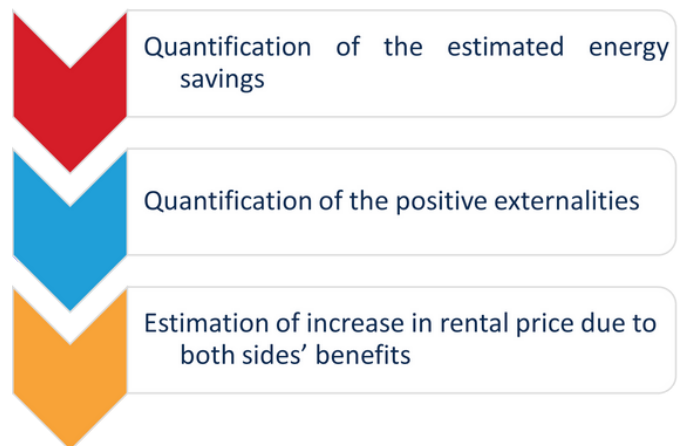 Quantification of the estimated energy
savings
Quantification of the positive externalities
Estimation of increase in rental price due to
both sides’ benefits